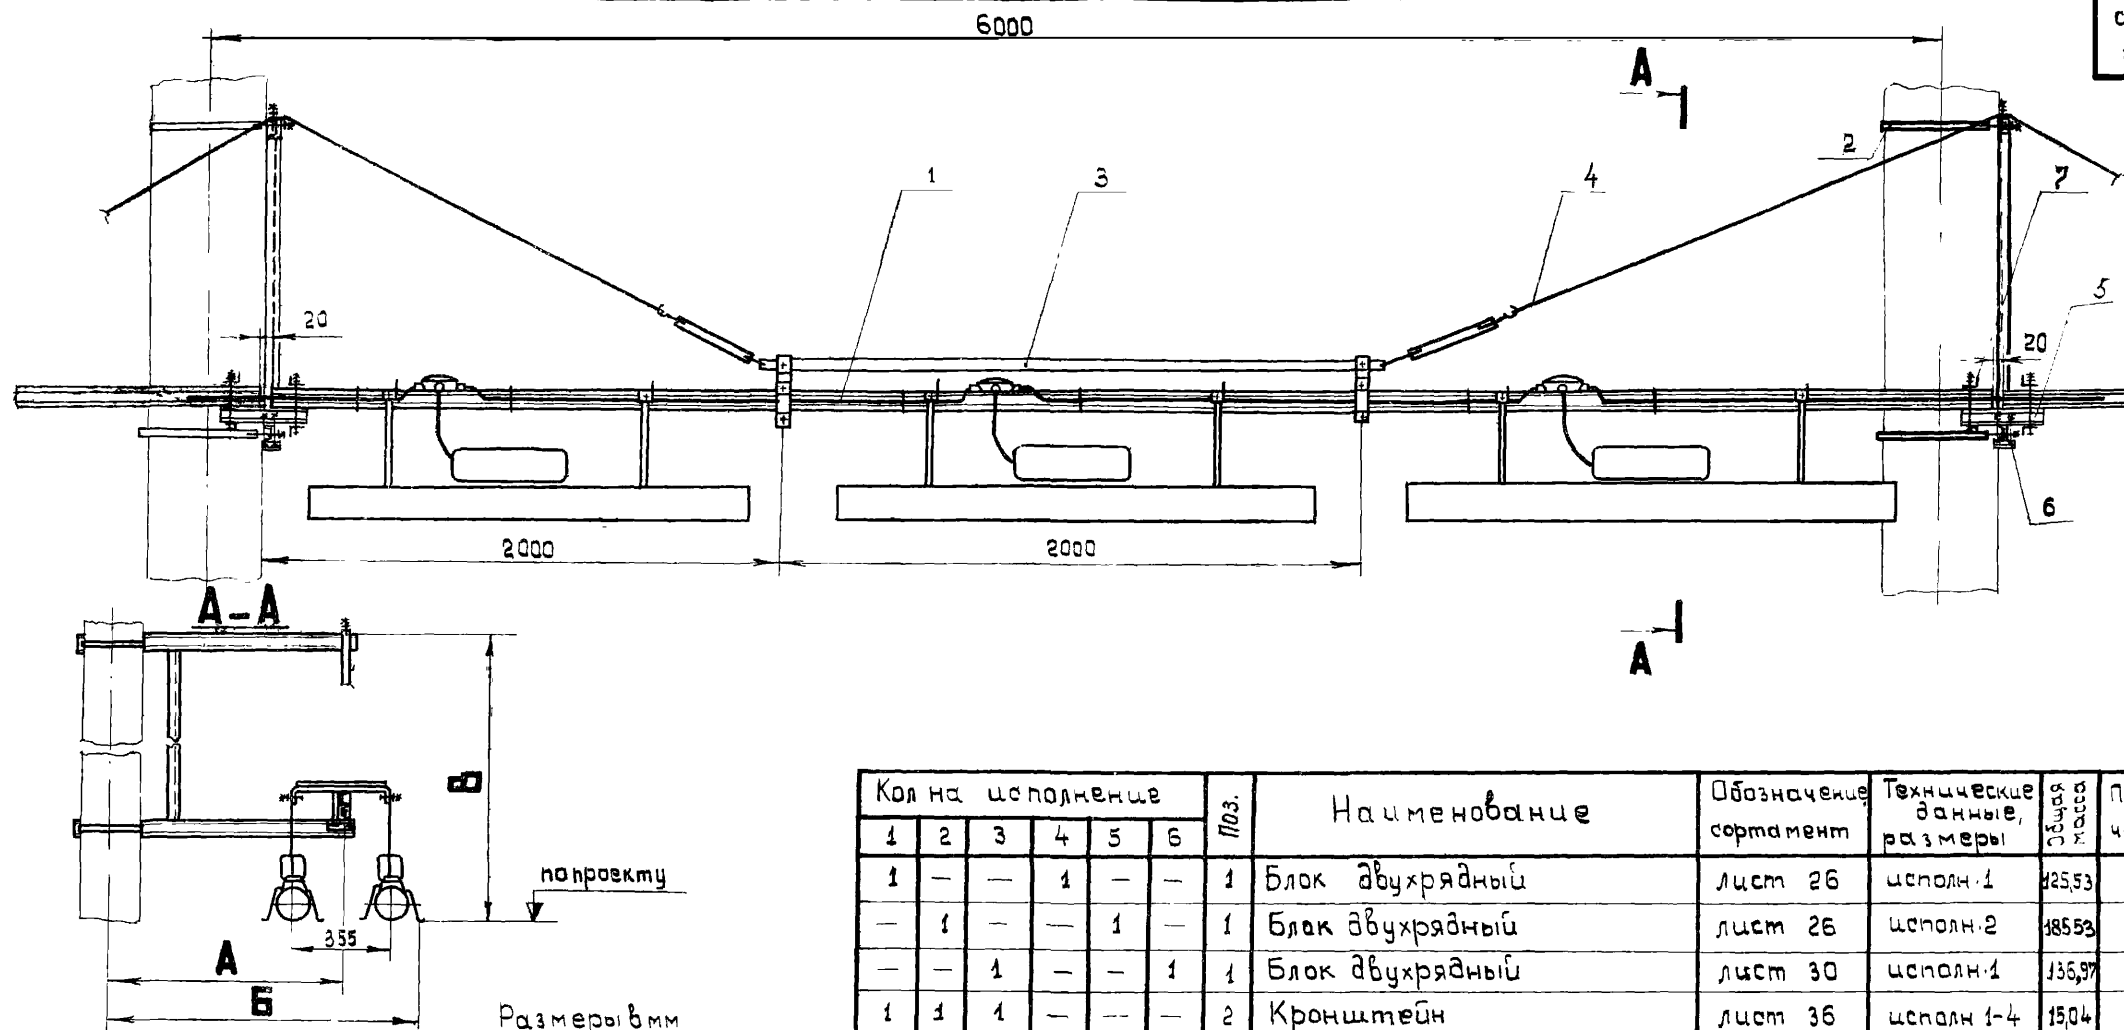 6000
А
2
1
3
4
7
5
20
20
6
2000
2000
А
А-А
В
по проекту
355
А
Б
Размеры в мм
Кол на исполнение Поз. Наименование Обозначение, сортамент Технические данные, размеры Общая масса
1 2 3 4 5 6
1 — — 1 — — 1 Блок двухрядный лист 26 исполн.1 125,53
— 1 — — 1 — 1 Блок двухрядный лист 26 исполн.2 185,53
— — 1 — — 1 1 Блок двухрядный лист 30 исполн.1 136,97
1 1 1 — — — 2 Кронштейн лист 36 исполн 1-4 15,04